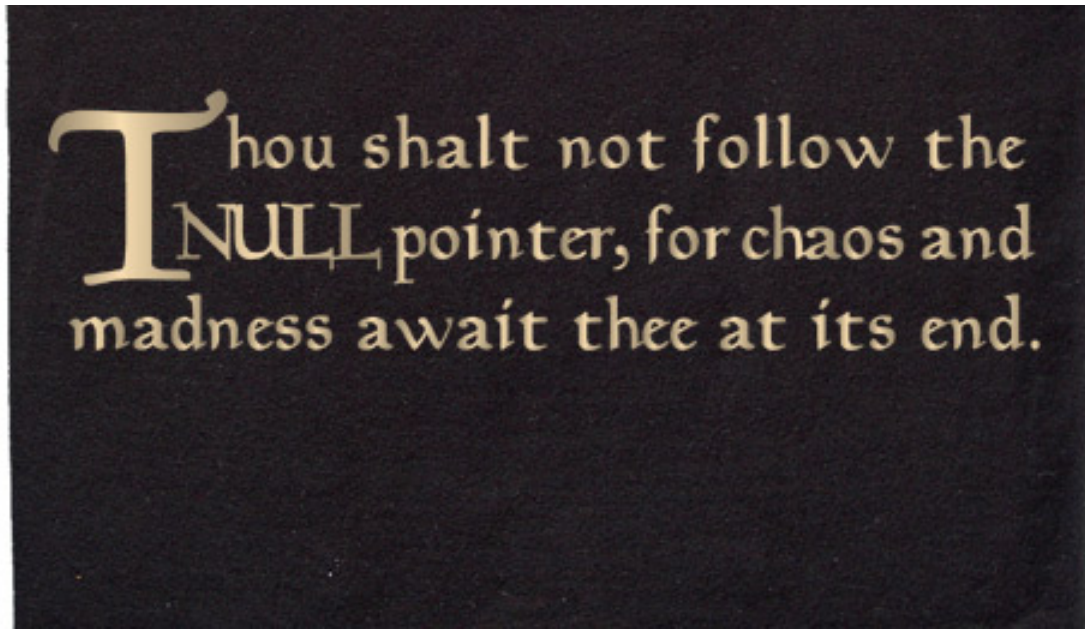 Thou shalt not follow the
NULL pointer, for chaos and
madness await thee at its end.